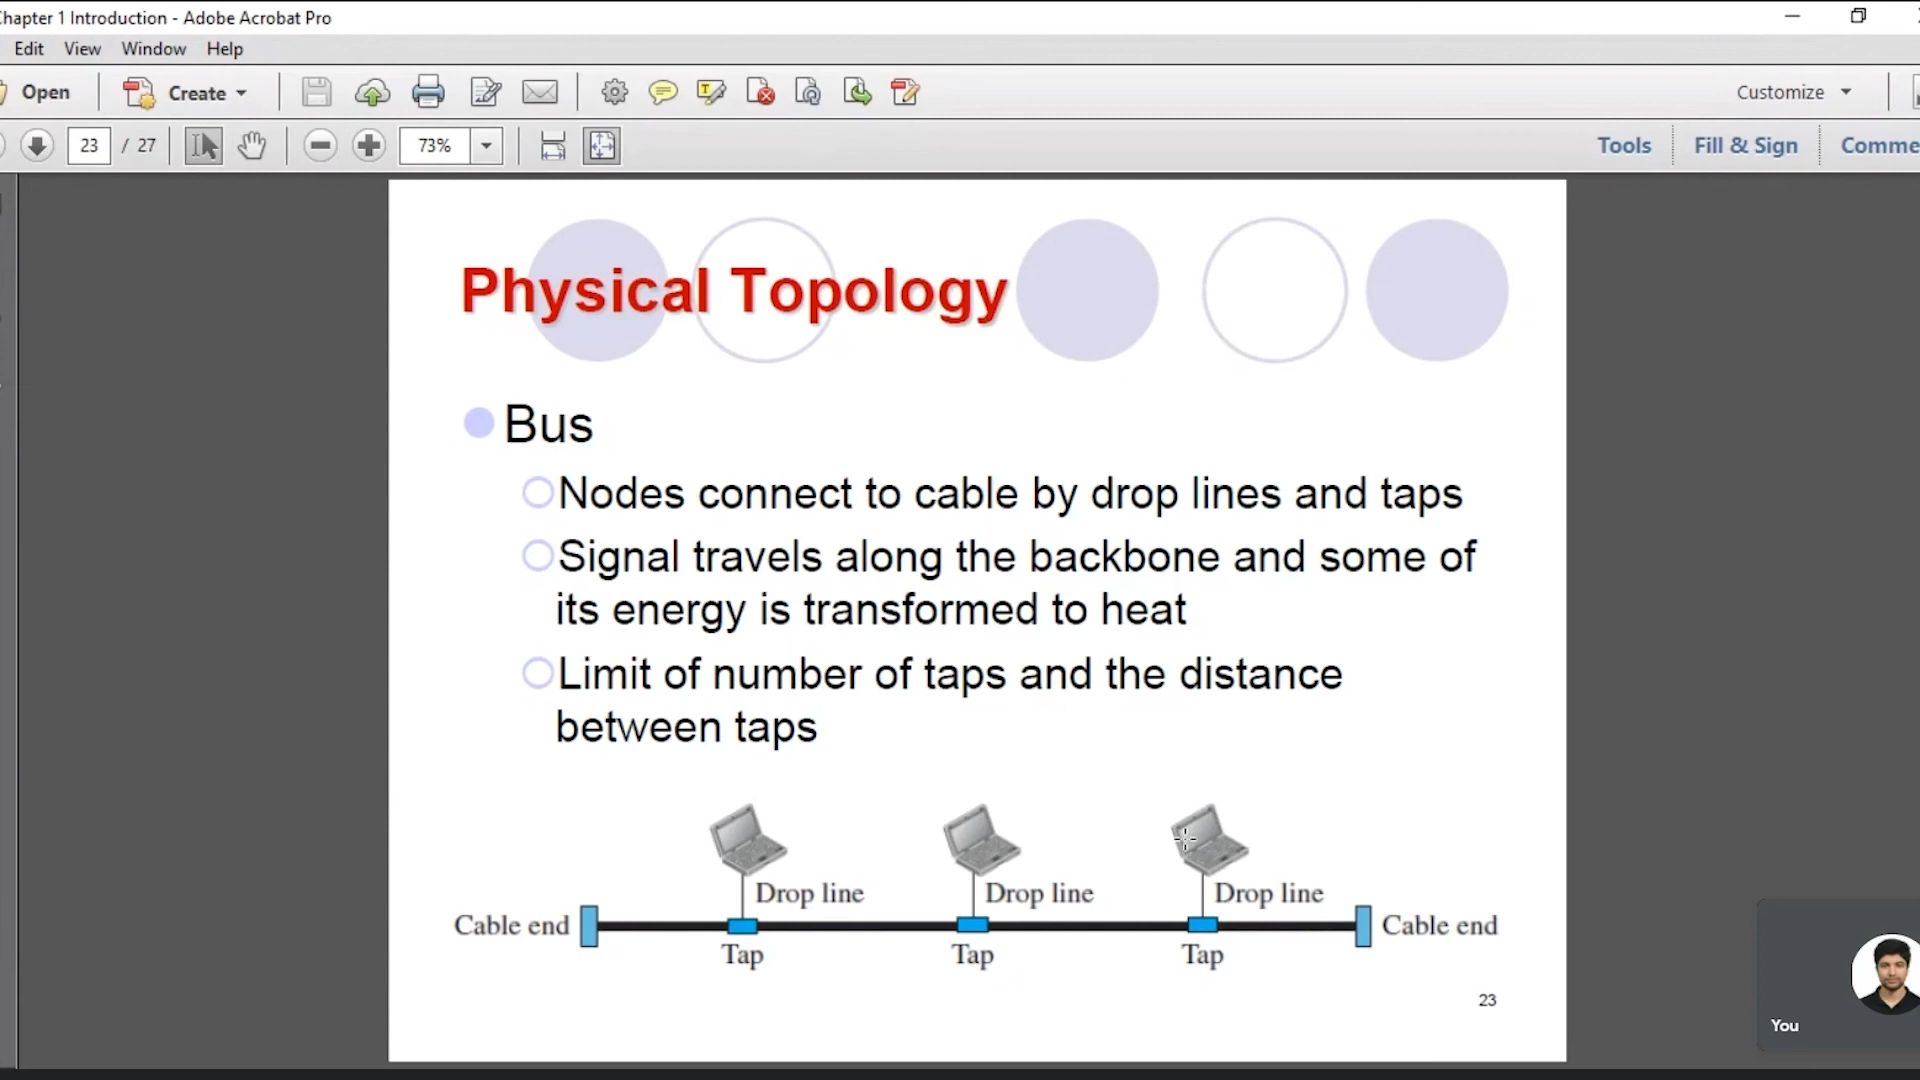 hapter 1 Introduction - Adobe Acrobat Pro
Edit View Window Help
Open Create Customize
23 / 27 73% Tools Fill & Sign Comme
Physical Topology
Bus
Nodes connect to cable by drop lines and taps
Signal travels along the backbone and some of
its energy is transformed to heat
Limit of number of taps and the distance
between taps
Drop line Drop line Drop line
Cable end Cable end
Tap Tap Tap
23
You